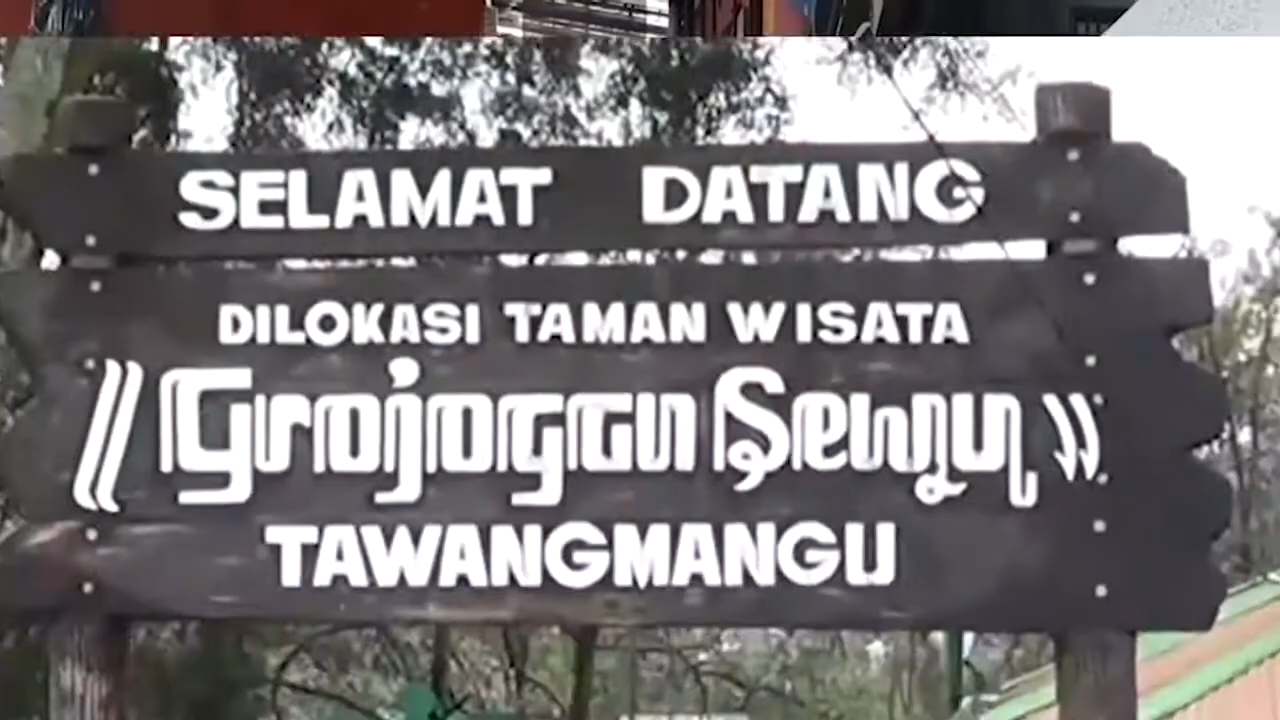 SELAMAT DATANG
DILOKASI TAMAN WISATA
Grojogan Sewu
TAWANGMANGU